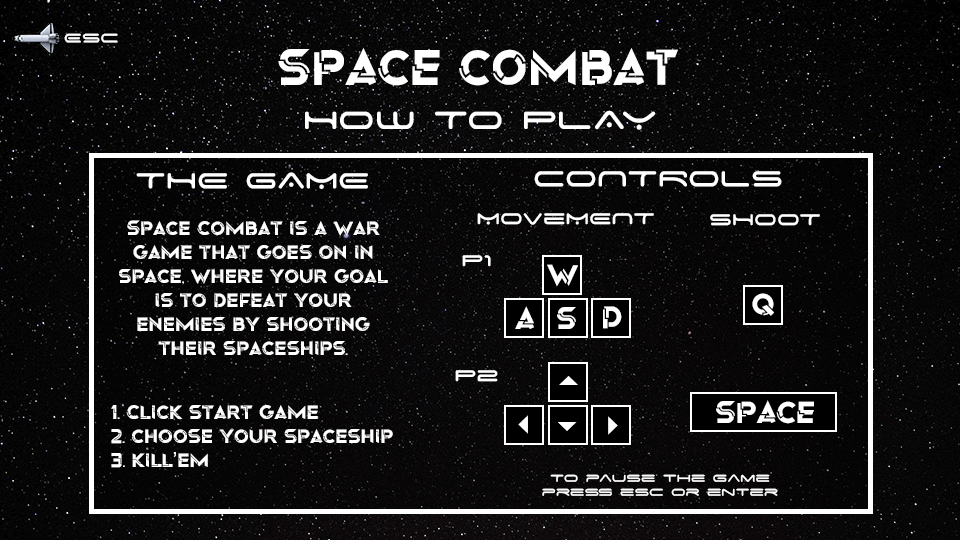 ESC
SPACE COMBAT
HOW TO PLAY
THE GAME
SPACE COMBAT IS A WAR
GAME THAT GOES ON IN
SPACE, WHERE YOUR GOAL
IS TO DEFEAT YOUR
ENEMIES BY SHOOTING
THEIR SPACESHIPS.
1. CLICK START GAME
2. CHOOSE YOUR SPACESHIP
3. KILL'EM
CONTROLS
MOVEMENT
SHOOT
P1
W
A S D
Q
P2
SPACE
TO PAUSE THE GAME
PRESS ESC OR ENTER